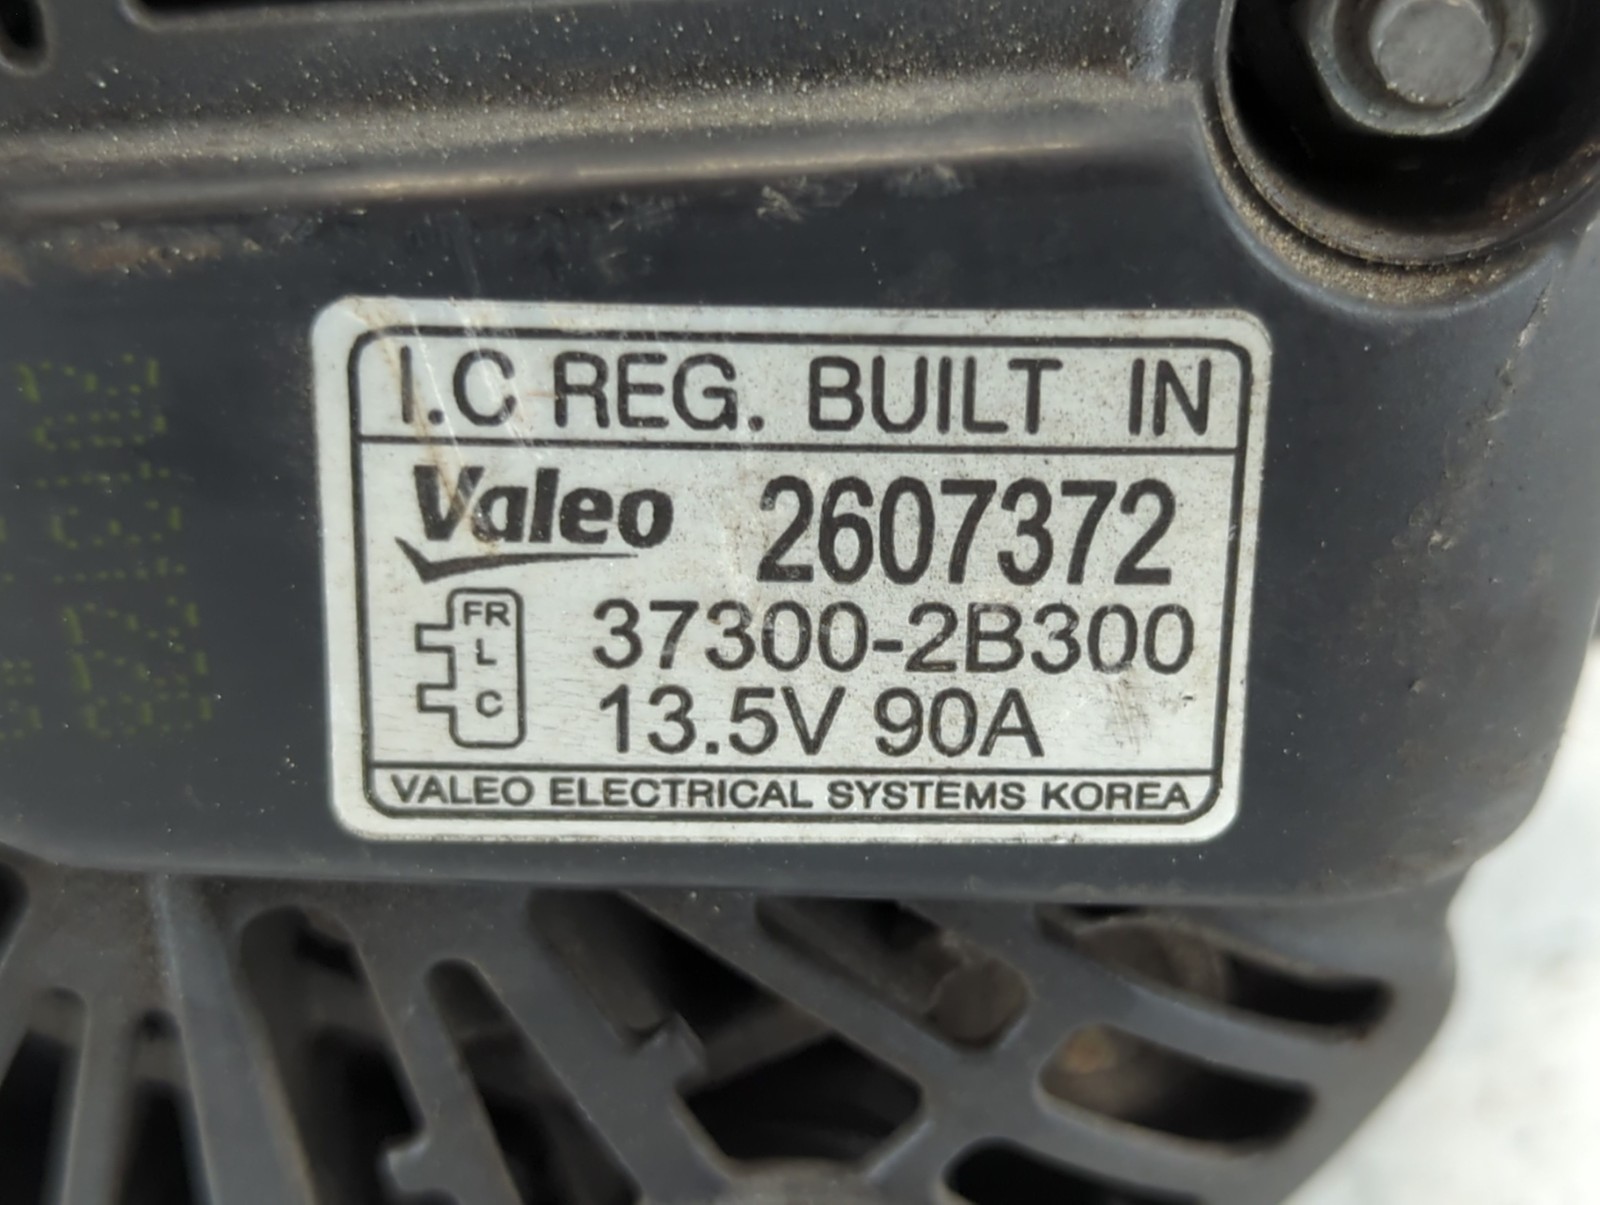 I.C REG. BUILT IN
Valeo 2607372
FR
L
C
37300-2B300
13.5V 90A
VALEO ELECTRICAL SYSTEMS KOREA